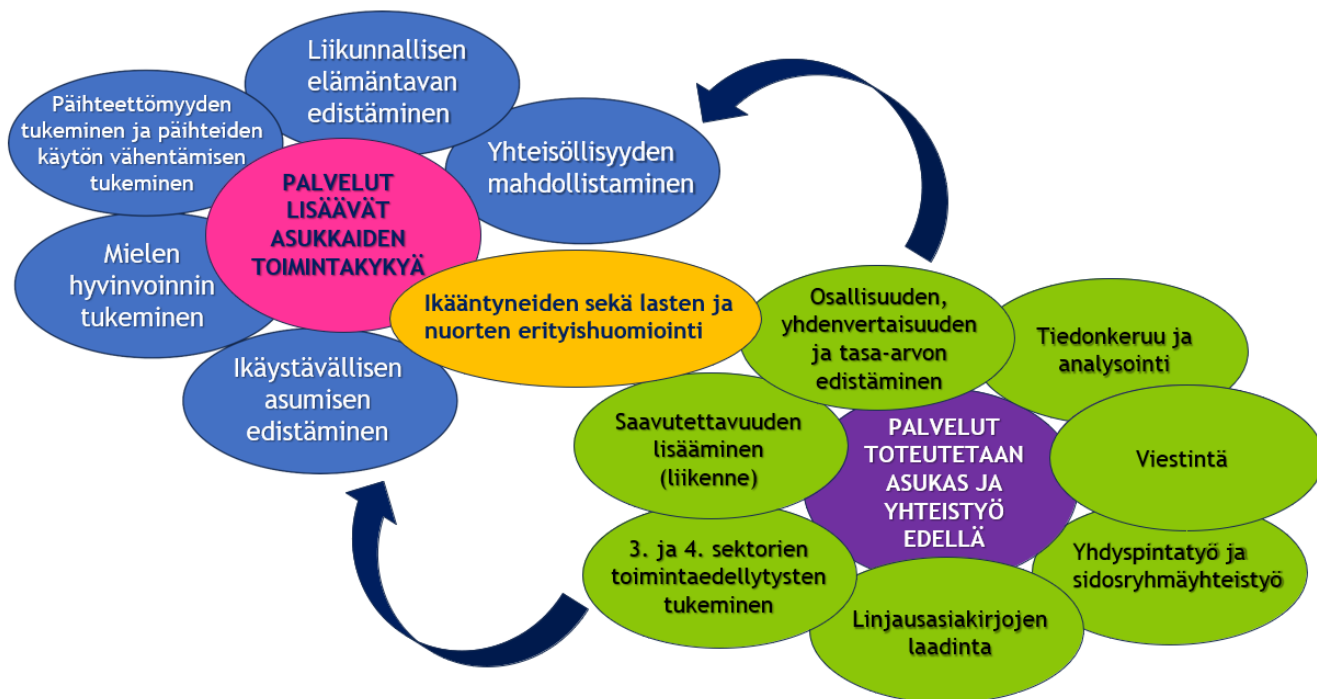 Liikunnallisen
elämäntavan
edistäminen
Päihteettömyyden
tukeminen ja päihteiden
käytön vähentämisen
tukeminen
Yhteisöllisyyden
mahdollistaminen
PALVELUT
LISÄÄVÄT
ASUKKAIDEN
TOIMINTAKYKYÄ
Mielen
hyvinvoinnin
tukeminen
Ikääntyneiden sekä lasten ja
nuorten erityishuomiointi
Ikäystävällisen
asumisen
edistäminen
Osallisuuden,
yhdenvertaisuuden
ja tasa-arvon
edistäminen
Tiedonkeruu ja
analysointi
Saavutettavuuden
lisääminen
(liikenne)
PALVELUT
TOTEUTETAAN
ASUKAS JA
YHTEISTYÖ
EDELLÄ
Viestintä
3. ja 4. sektorien
toimintaedellytysten
tukeminen
Yhdyspintatyö ja
sidosryhmäyhteistyö
Linjausasiakirjojen
laadinta